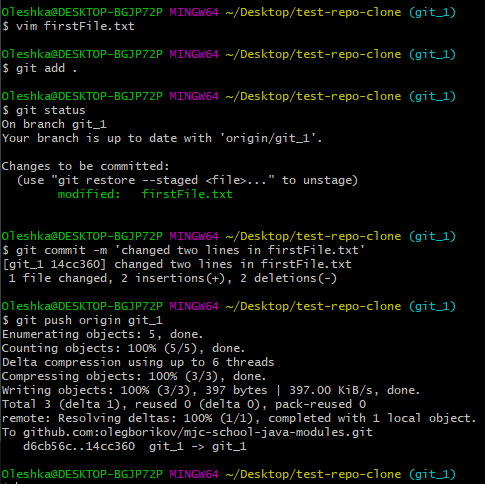 Oleshka@DESKTOP-BGJP72P MINGW64 ~/Desktop/test-repo-clone (git_1)
$ vim firstFile.txt
Oleshka@DESKTOP-BGJP72P MINGW64 ~/Desktop/test-repo-clone (git_1)
$ git add .
Oleshka@DESKTOP-BGJP72P MINGW64 ~/Desktop/test-repo-clone (git_1)
$ git status
On branch git_1
Your branch is up to date with 'origin/git_1'.
Changes to be committed:
  (use "git restore --staged <file>..." to unstage)
        modified:   firstFile.txt
Oleshka@DESKTOP-BGJP72P MINGW64 ~/Desktop/test-repo-clone (git_1)
$ git commit -m 'changed two lines in firstFile.txt'
[git_1 14cc360] changed two lines in firstFile.txt
 1 file changed, 2 insertions(+), 2 deletions(-)
Oleshka@DESKTOP-BGJP72P MINGW64 ~/Desktop/test-repo-clone (git_1)
$ git push origin git_1
Enumerating objects: 5, done.
Counting objects: 100% (5/5), done.
Delta compression using up to 6 threads
Compressing objects: 100% (3/3), done.
Writing objects: 100% (3/3), 397 bytes | 397.00 KiB/s, done.
Total 3 (delta 1), reused 0 (delta 0), pack-reused 0
remote: Resolving deltas: 100% (1/1), completed with 1 local object.
To github.com:olegborikov/mjc-school-java-modules.git
   d6cb56c..14cc360  git_1 -> git_1
Oleshka@DESKTOP-BGJP72P MINGW64 ~/Desktop/test-repo-clone (git_1)